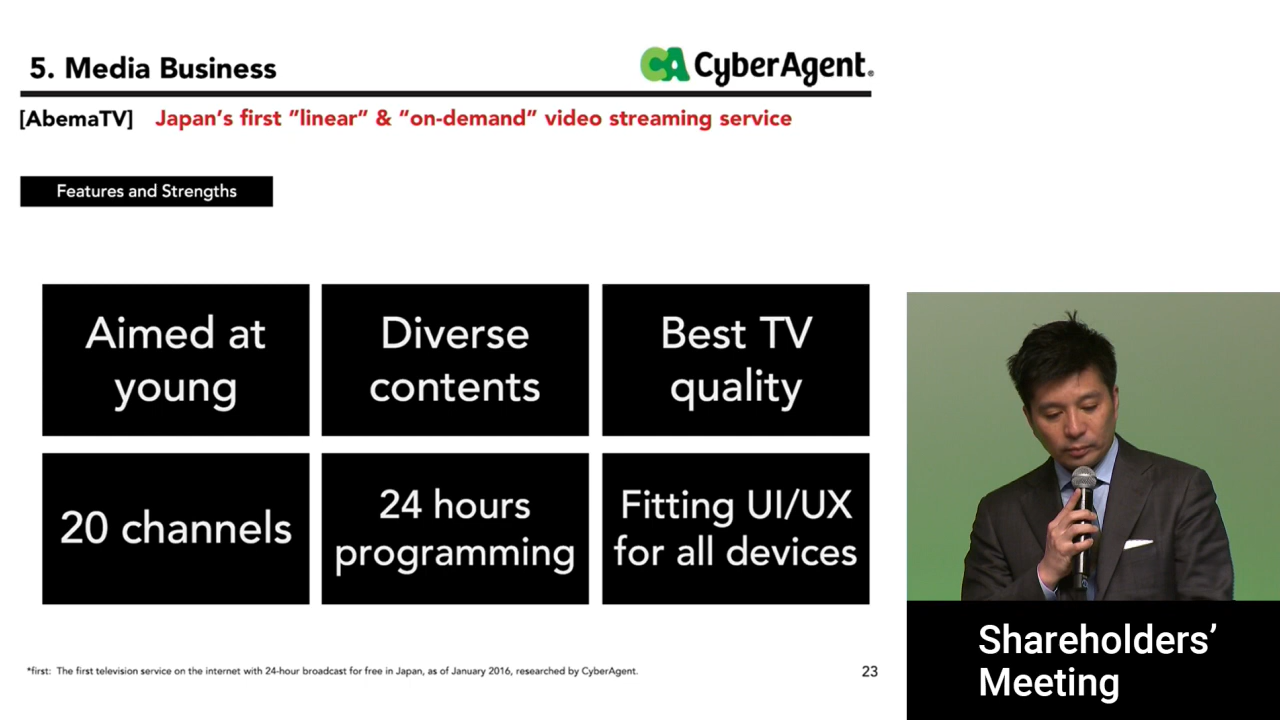 5. Media Business
CA CyberAgent®
[AbemaTV] Japan's first "linear" & "on-demand" video streaming service
Features and Strengths
Aimed at
young
Diverse
contents
Best TV
quality
20 channels
24 hours
programming
Fitting UI/UX
for all devices
*first: The first television service on the internet with 24-hour broadcast for free in Japan, as of January 2016, researched by CyberAgent.
23
Shareholders’
Meeting